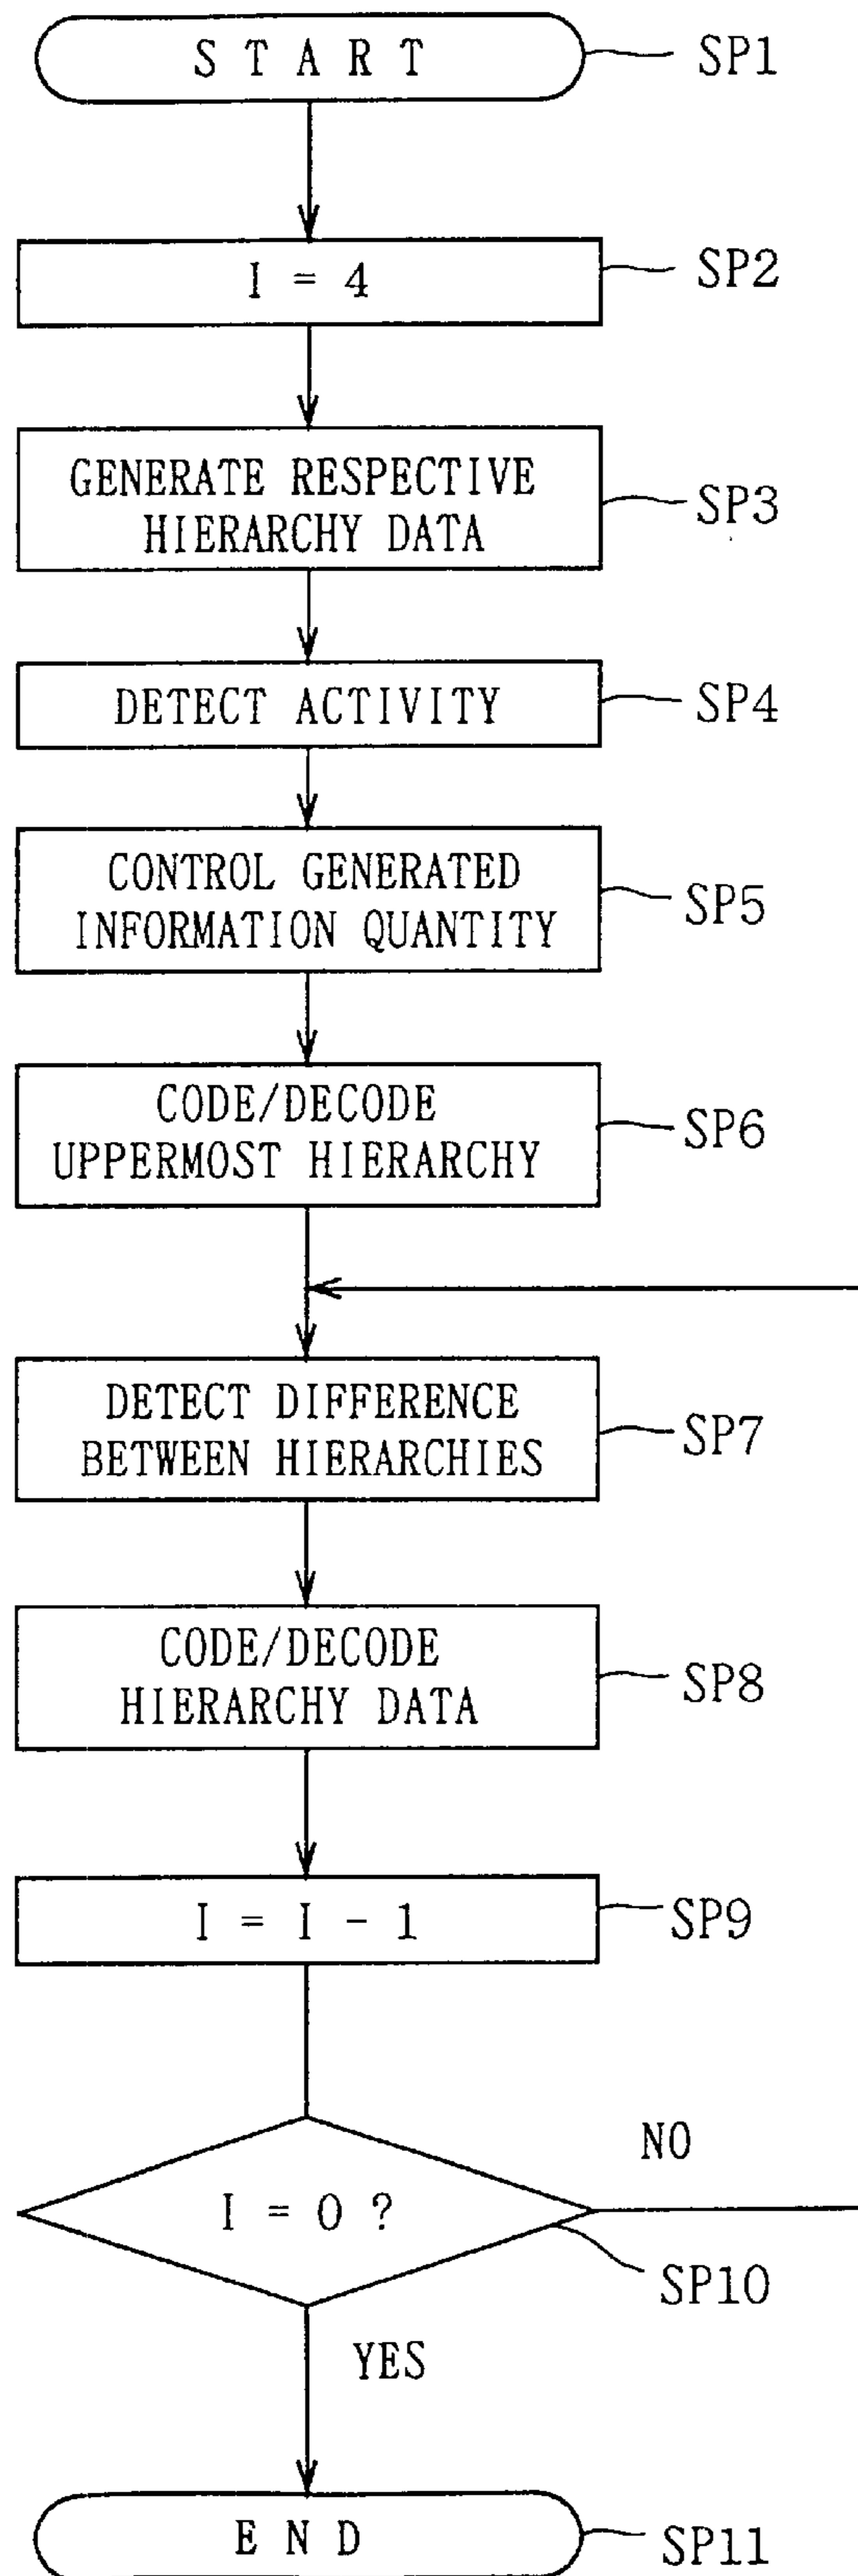 START
SP1
I = 4
SP2
GENERATE RESPECTIVE
HIERARCHY DATA
SP3
DETECT ACTIVITY
SP4
CONTROL GENERATED
INFORMATION QUANTITY
SP5
CODE/DECODE
UPPERMOST HIERARCHY
SP6
DETECT DIFFERENCE
BETWEEN HIERARCHIES
SP7
CODE/DECODE
HIERARCHY DATA
SP8
I = I - 1
SP9
I = 0 ?
NO
SP10
YES
END
SP11